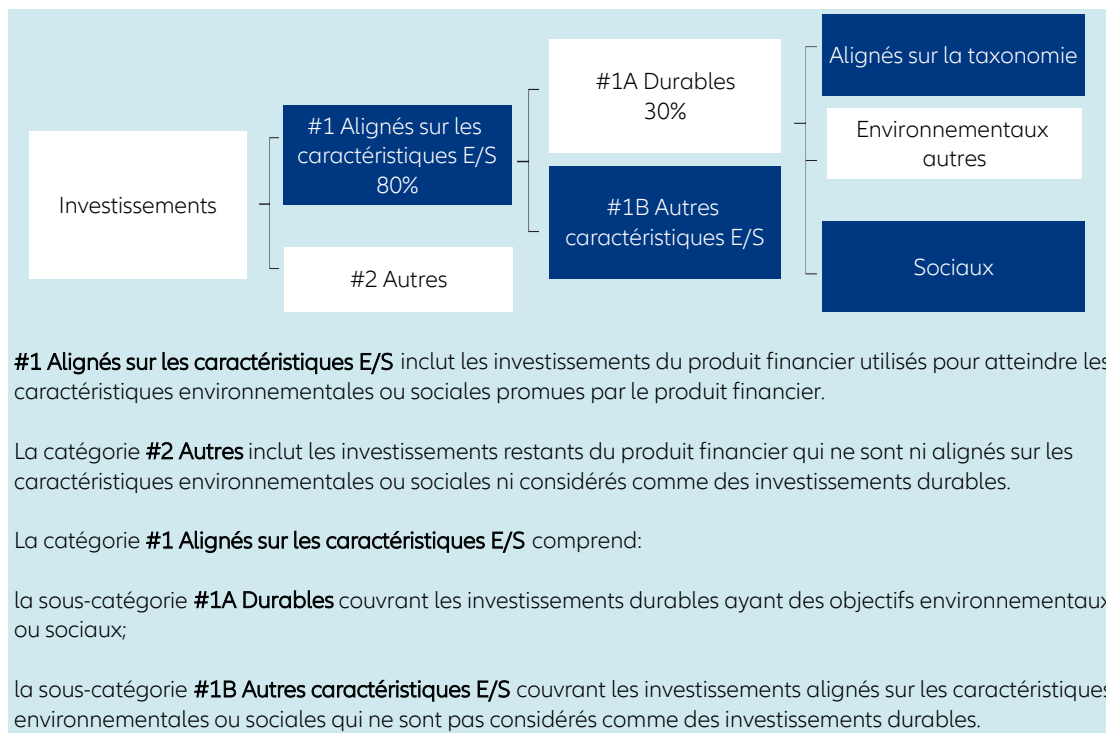 Investissements
#1 Alignés sur les
caractéristiques E/S
80%
#2 Autres
#1A Durables
30%
#1B Autres
caractéristiques E/S
Alignés sur la taxonomie
Environnementaux
autres
Sociaux
#1 Alignés sur les caractéristiques E/S inclut les investissements du produit financier utilisés pour atteindre les
caractéristiques environnementales ou sociales promues par le produit financier.
La catégorie #2 Autres inclut les investissements restants du produit financier qui ne sont ni alignés sur les
caractéristiques environnementales ou sociales ni considérés comme des investissements durables.
La catégorie #1 Alignés sur les caractéristiques E/S comprend:
la sous-catégorie #1A Durables couvrant les investissements durables ayant des objectifs environnementaux
ou sociaux;
la sous-catégorie #1B Autres caractéristiques E/S couvrant les investissements alignés sur les caractéristiques
environnementales ou sociales qui ne sont pas considérés comme des investissements durables.